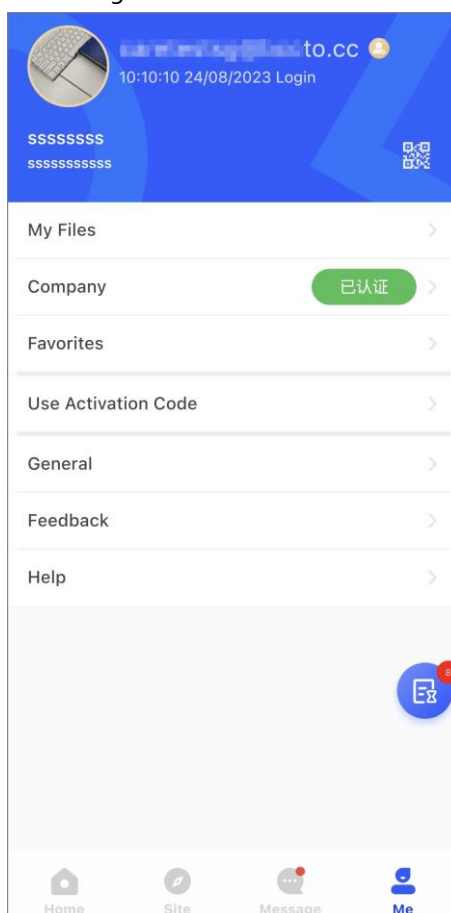 to.cc
10:10:10 24/08/2023 Login
ssssssss
sssssssssss
My Files
Company 已认证
Favorites
Use Activation Code
General
Feedback
Help
8
Home Site Message Me